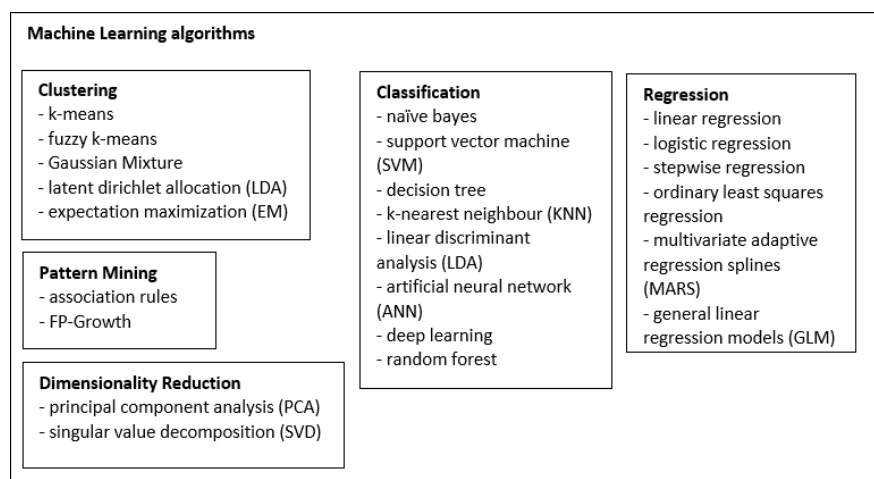 Machine Learning algorithms
Clustering
- k-means
- fuzzy k-means
- Gaussian Mixture
- latent dirichlet allocation (LDA)
- expectation maximization (EM)
Pattern Mining
- association rules
- FP-Growth
Dimensionality Reduction
- principal component analysis (PCA)
- singular value decomposition (SVD)
Classification
- naïve bayes
- support vector machine
(SVM)
- decision tree
- k-nearest neighbour (KNN)
- linear discriminant
analysis (LDA)
- artificial neural network
(ANN)
- deep learning
- random forest
Regression
- linear regression
- logistic regression
- stepwise regression
- ordinary least squares
regression
- multivariate adaptive
regression splines
(MARS)
- general linear
regression models (GLM)